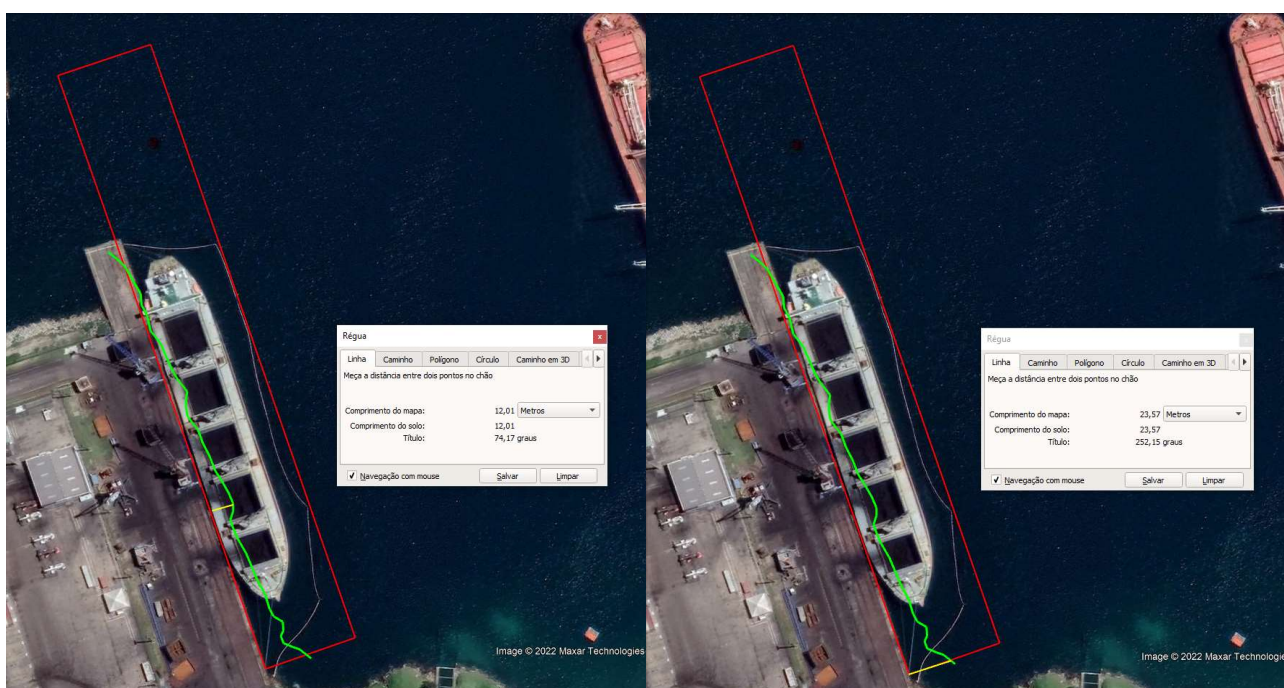 Régua
x
Linha Caminho Polígono Círculo Caminho em 3D
Meça a distância entre dois pontos no chão
Comprimento do mapa: 12,01 Metros
Comprimento do solo: 12,01
Título: 74,17 graus
Navegação com mouse Salvar Limpar
Image © 2022 Maxar Technologies
Régua
Linha Caminho Polígono Círculo Caminho em 3D
Meça a distância entre dois pontos no chão
Comprimento do mapa: 23,57 Metros
Comprimento do solo: 23,57
Título: 252,15 graus
Navegação com mouse Salvar Limpar
Image © 2022 Maxar Technologie